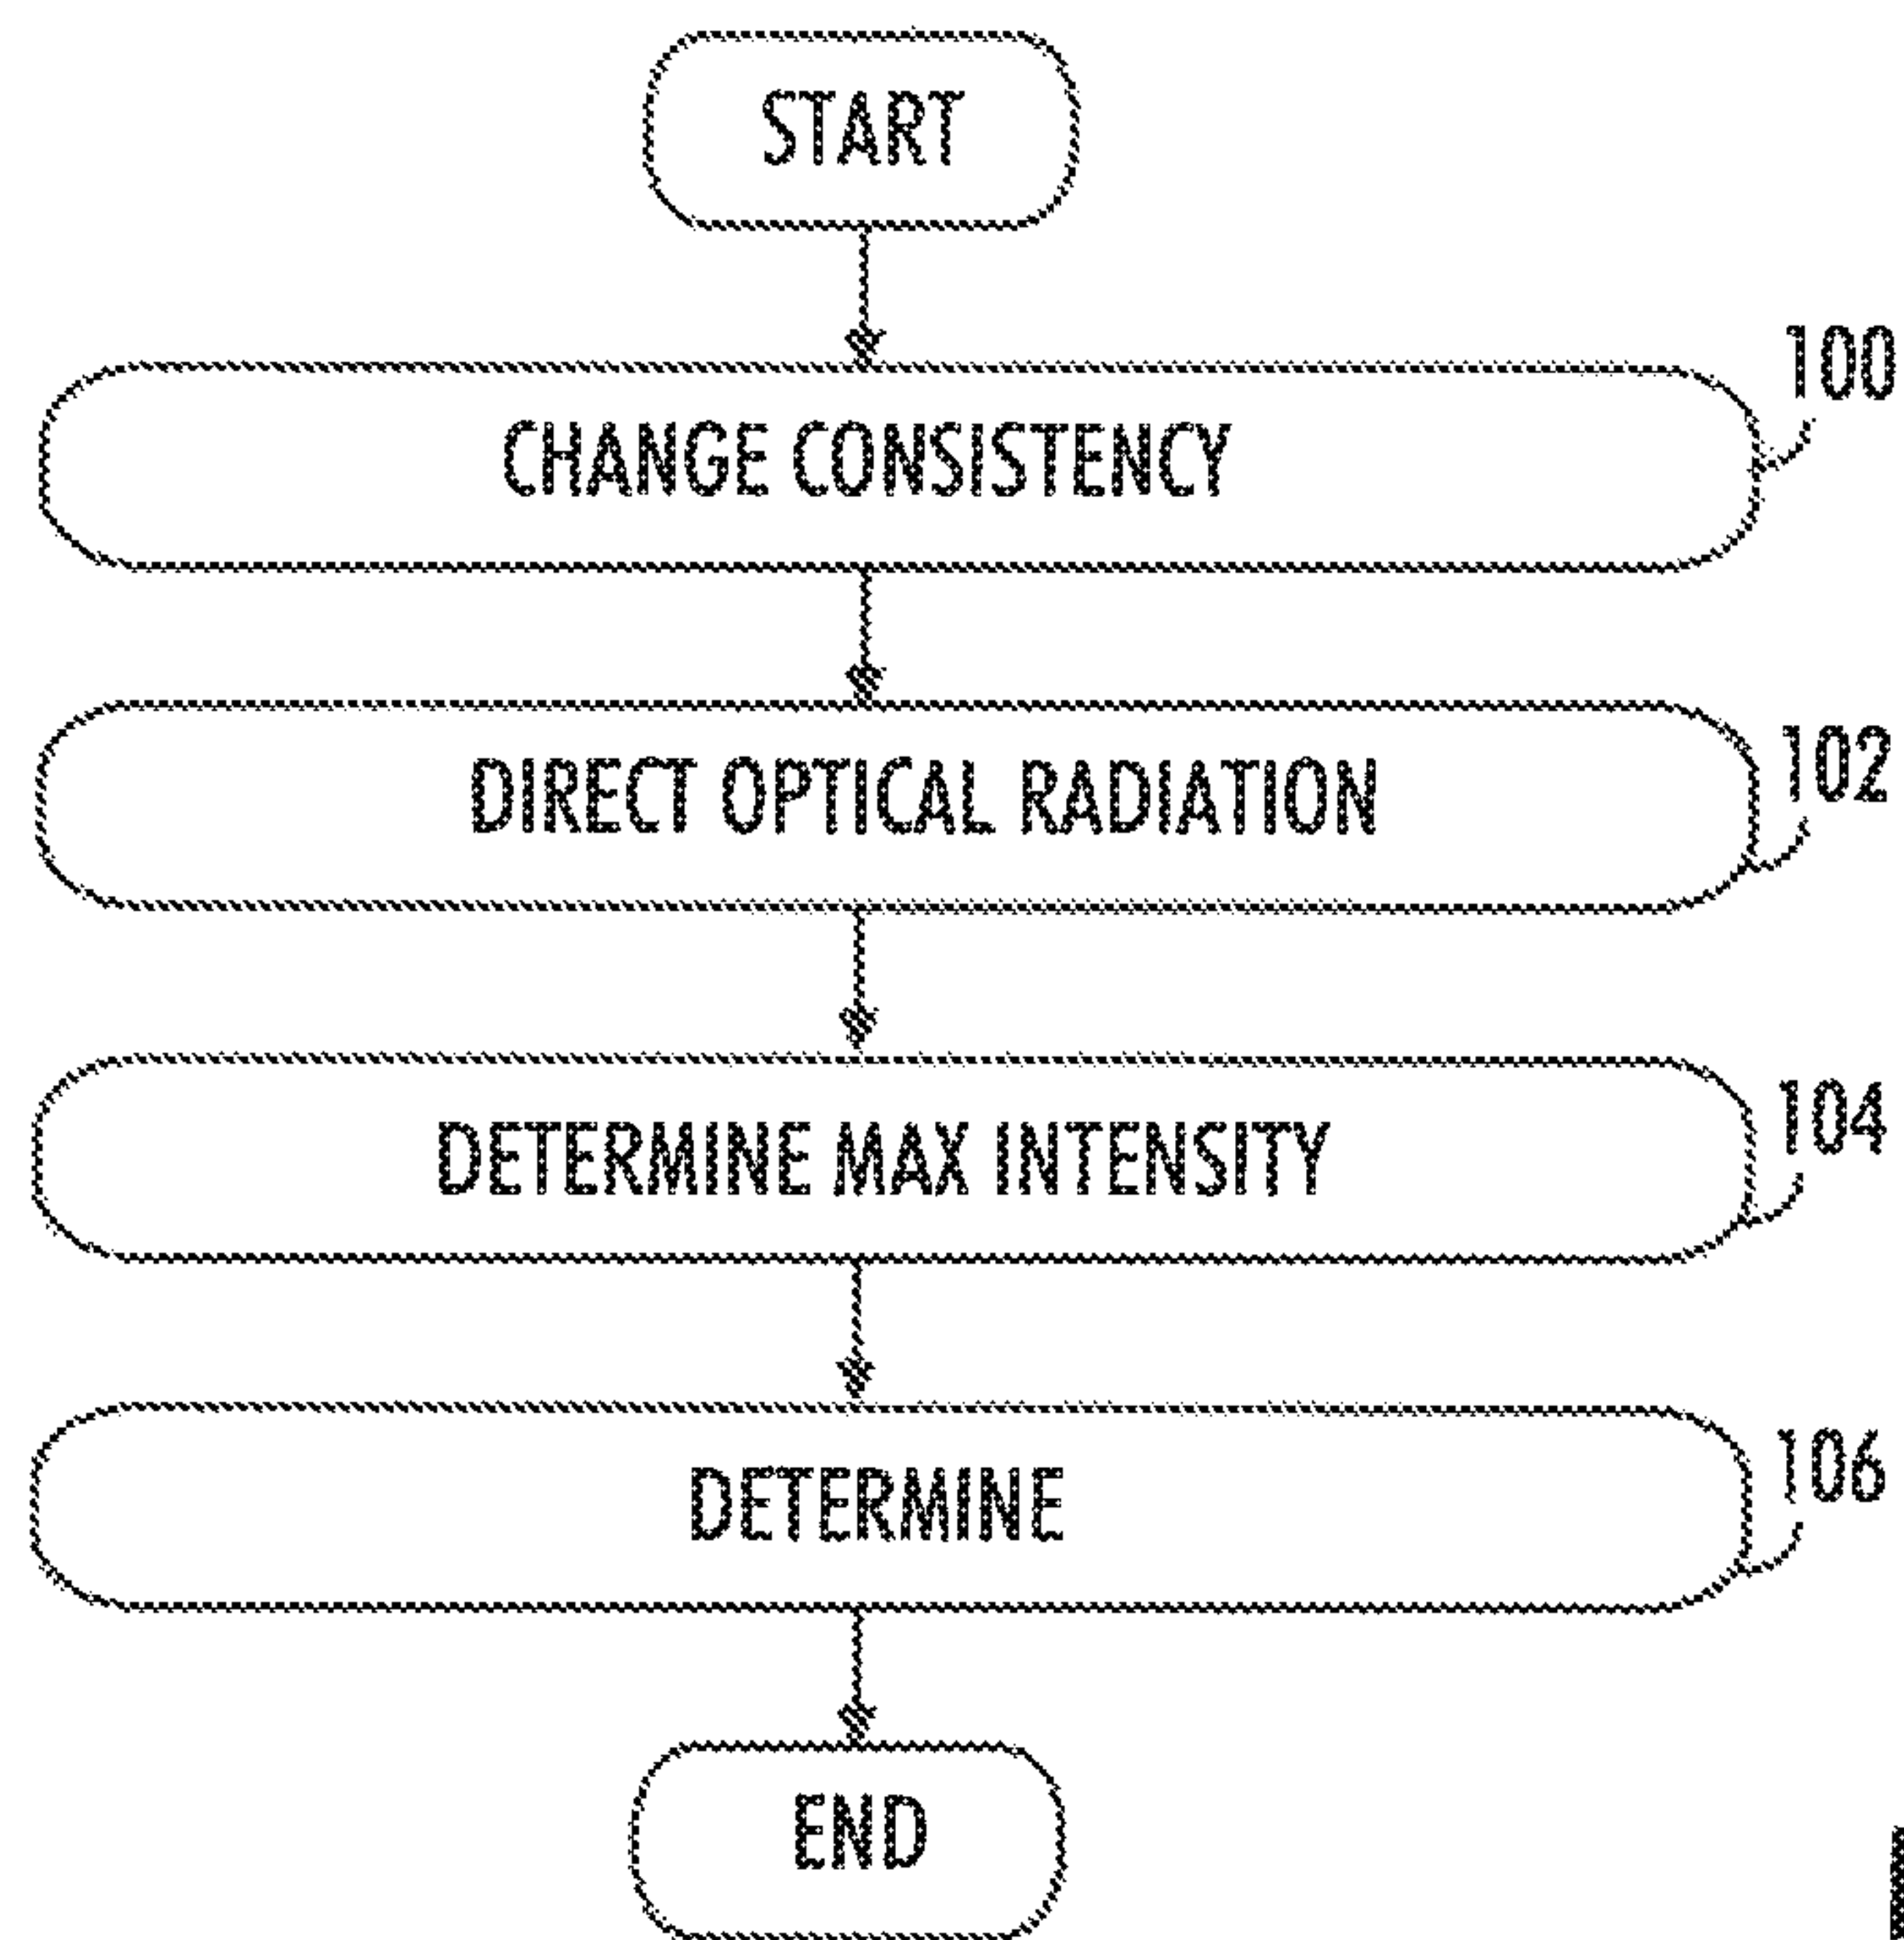 START
100
CHANGE CONSISTENCY
102
DIRECT OPTICAL RADIATION
104
DETERMINE MAX INTENSITY
106
DETERMINE
END